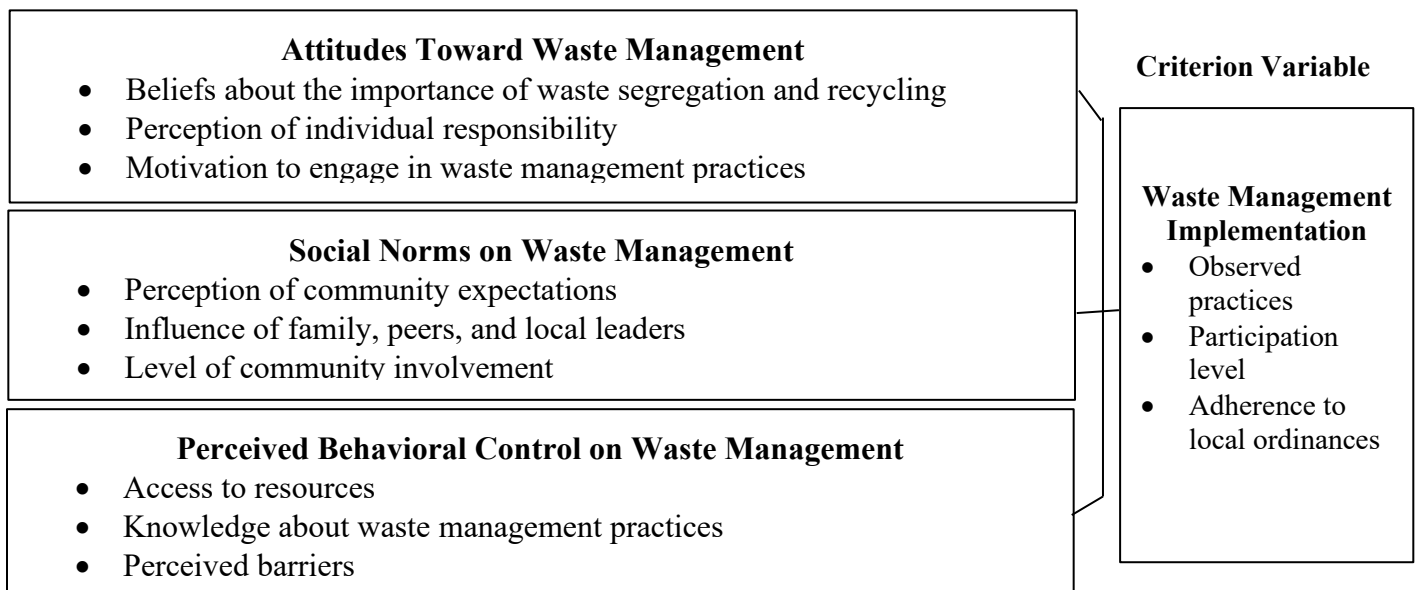 Attitudes Toward Waste Management
• Beliefs about the importance of waste segregation and recycling
• Perception of individual responsibility
• Motivation to engage in waste management practices
Social Norms on Waste Management
• Perception of community expectations
• Influence of family, peers, and local leaders
• Level of community involvement
Perceived Behavioral Control on Waste Management
• Access to resources
• Knowledge about waste management practices
• Perceived barriers
Criterion Variable
Waste Management
Implementation
• Observed
practices
• Participation
level
• Adherence to
local ordinances